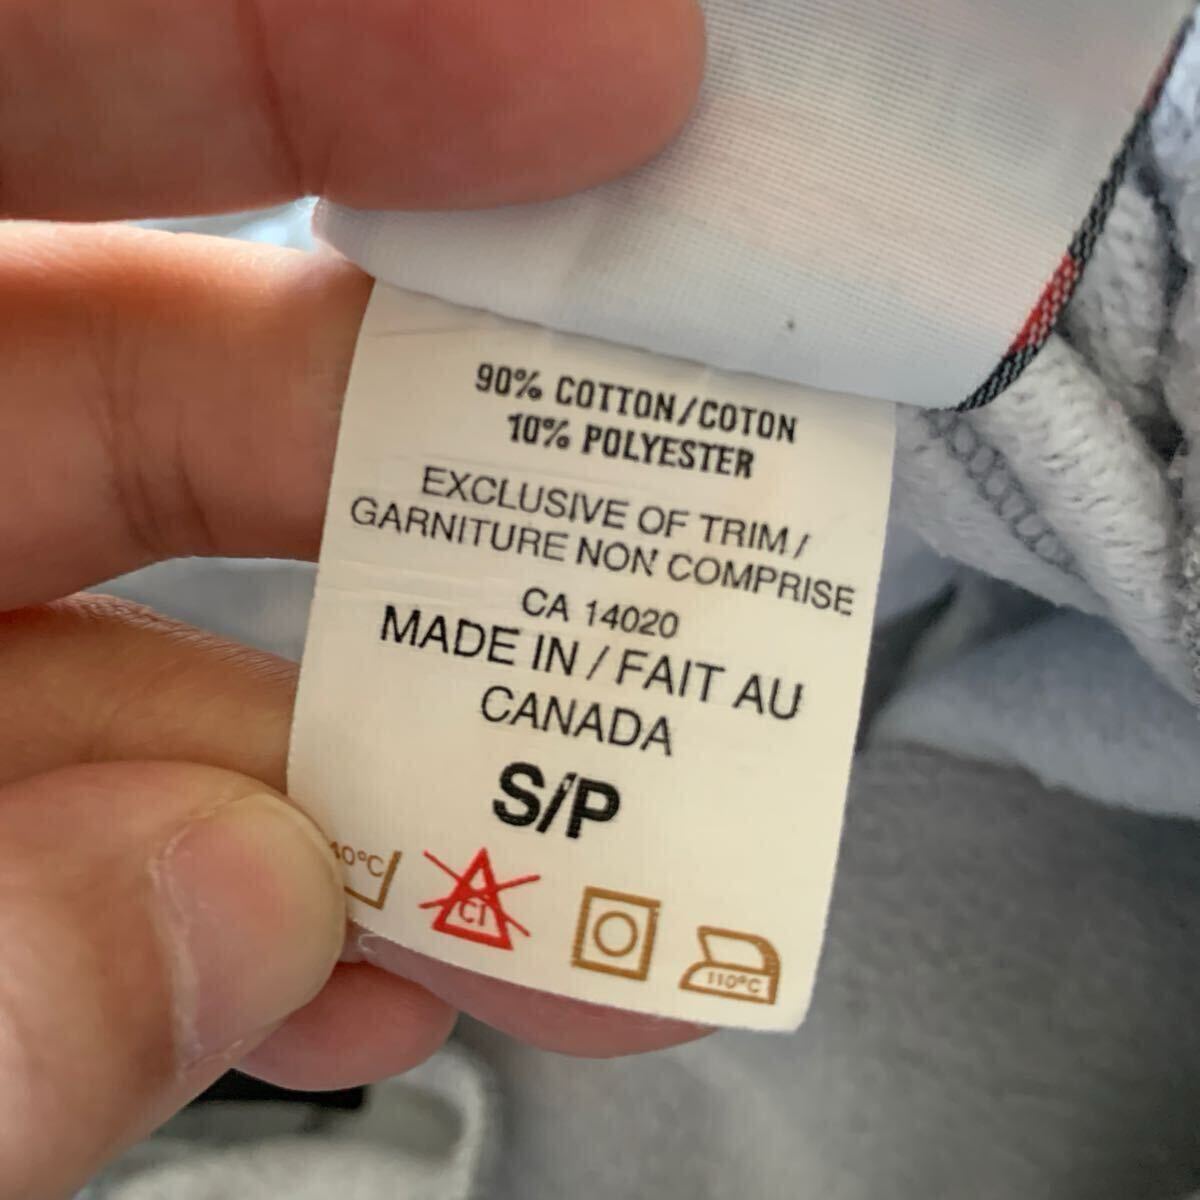 90% COTTON/COTON
10% POLYESTER
EXCLUSIVE OF TRIM/
GARNITURE NON COMPRISE
CA 14020
MADE IN / FAIT AU
CANADA
S/P
40°C Cl 110°C